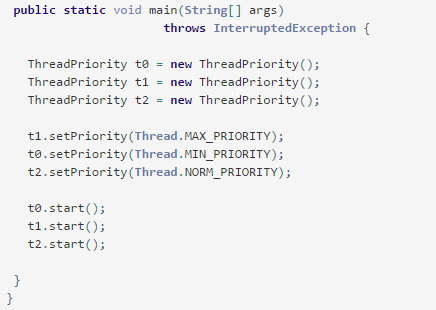 public static void main(String[] args)
throws InterruptedException {
ThreadPriority t0 = new ThreadPriority();
ThreadPriority t1 = new ThreadPriority();
ThreadPriority t2 = new ThreadPriority();
t1.setPriority(Thread.MAX_PRIORITY);
t0.setPriority(Thread.MIN_PRIORITY);
t2.setPriority(Thread.NORM_PRIORITY);
t0.start();
t1.start();
t2.start();
}
}